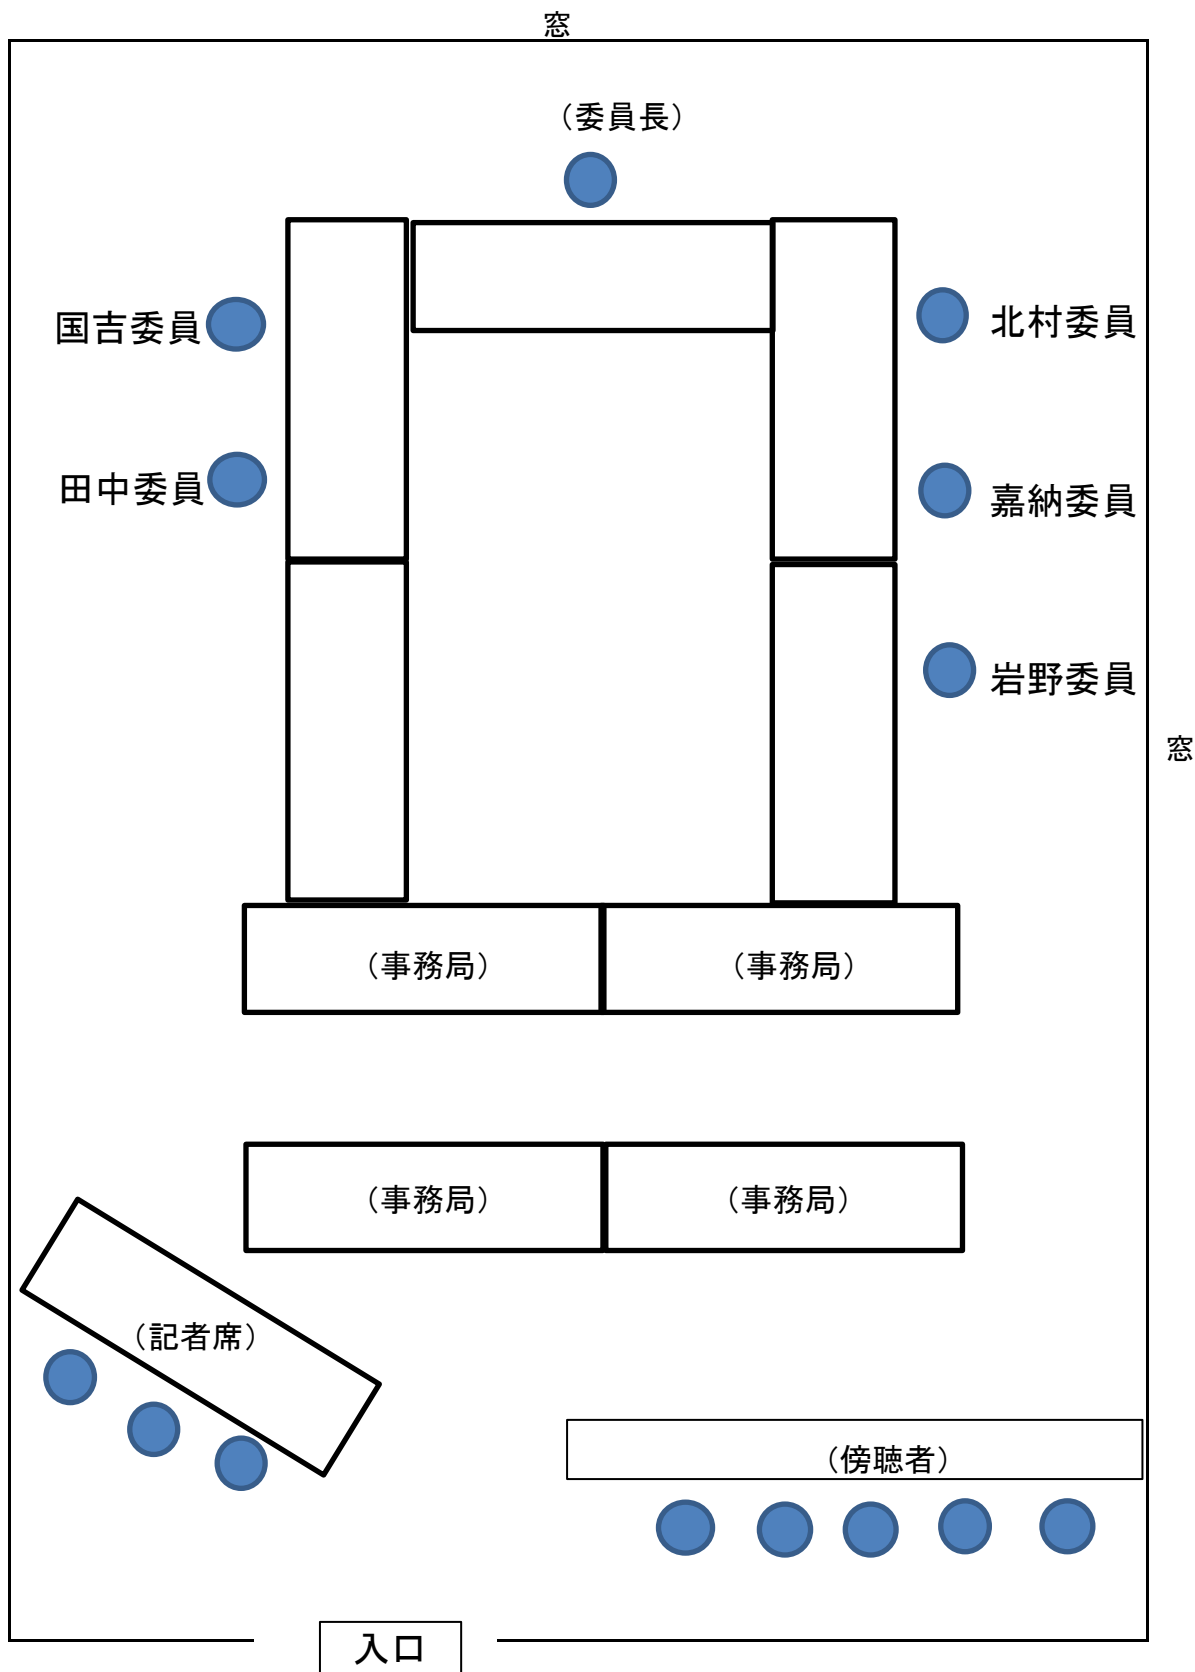 窓
（委員長）
国吉委員
北村委員
田中委員
嘉納委員
岩野委員
窓
（事務局）
（事務局）
（事務局）
（事務局）
（記者席）
（傍聴者）
入口